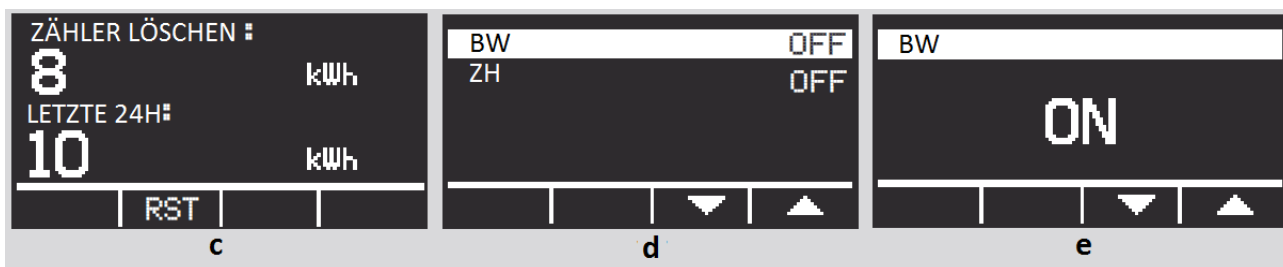 ZÄHLER LÖSCHEN :
8 kWh
LETZTE 24H:
10 kWh
RST
c
BW OFF
ZH OFF
d
BW
ON
e